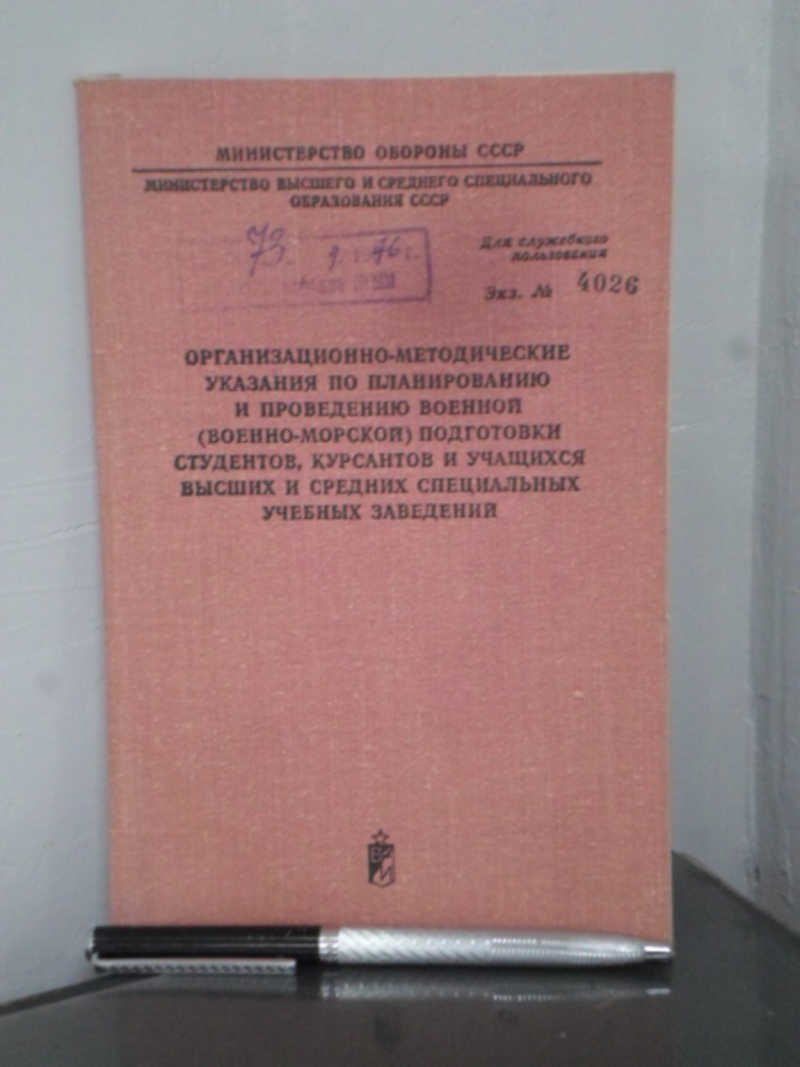 МИНИСТЕРСТВО ОБОРОНЫ СССР
МИНИСТЕРСТВО ВЫСШЕГО И СРЕДНЕГО СПЕЦИАЛЬНОГО
ОБРАЗОВАНИЯ СССР
73
Для служебного
пользования
Экз. № 4026
ОРГАНИЗАЦИОННО-МЕТОДИЧЕСКИЕ
УКАЗАНИЯ ПО ПЛАНИРОВАНИЮ
И ПРОВЕДЕНИЮ ВОЕННОЙ
(ВОЕННО-МОРСКОЙ) ПОДГОТОВКИ
СТУДЕНТОВ, КУРСАНТОВ И УЧАЩИХСЯ
ВЫСШИХ И СРЕДНИХ СПЕЦИАЛЬНЫХ
УЧЕБНЫХ ЗАВЕДЕНИЙ